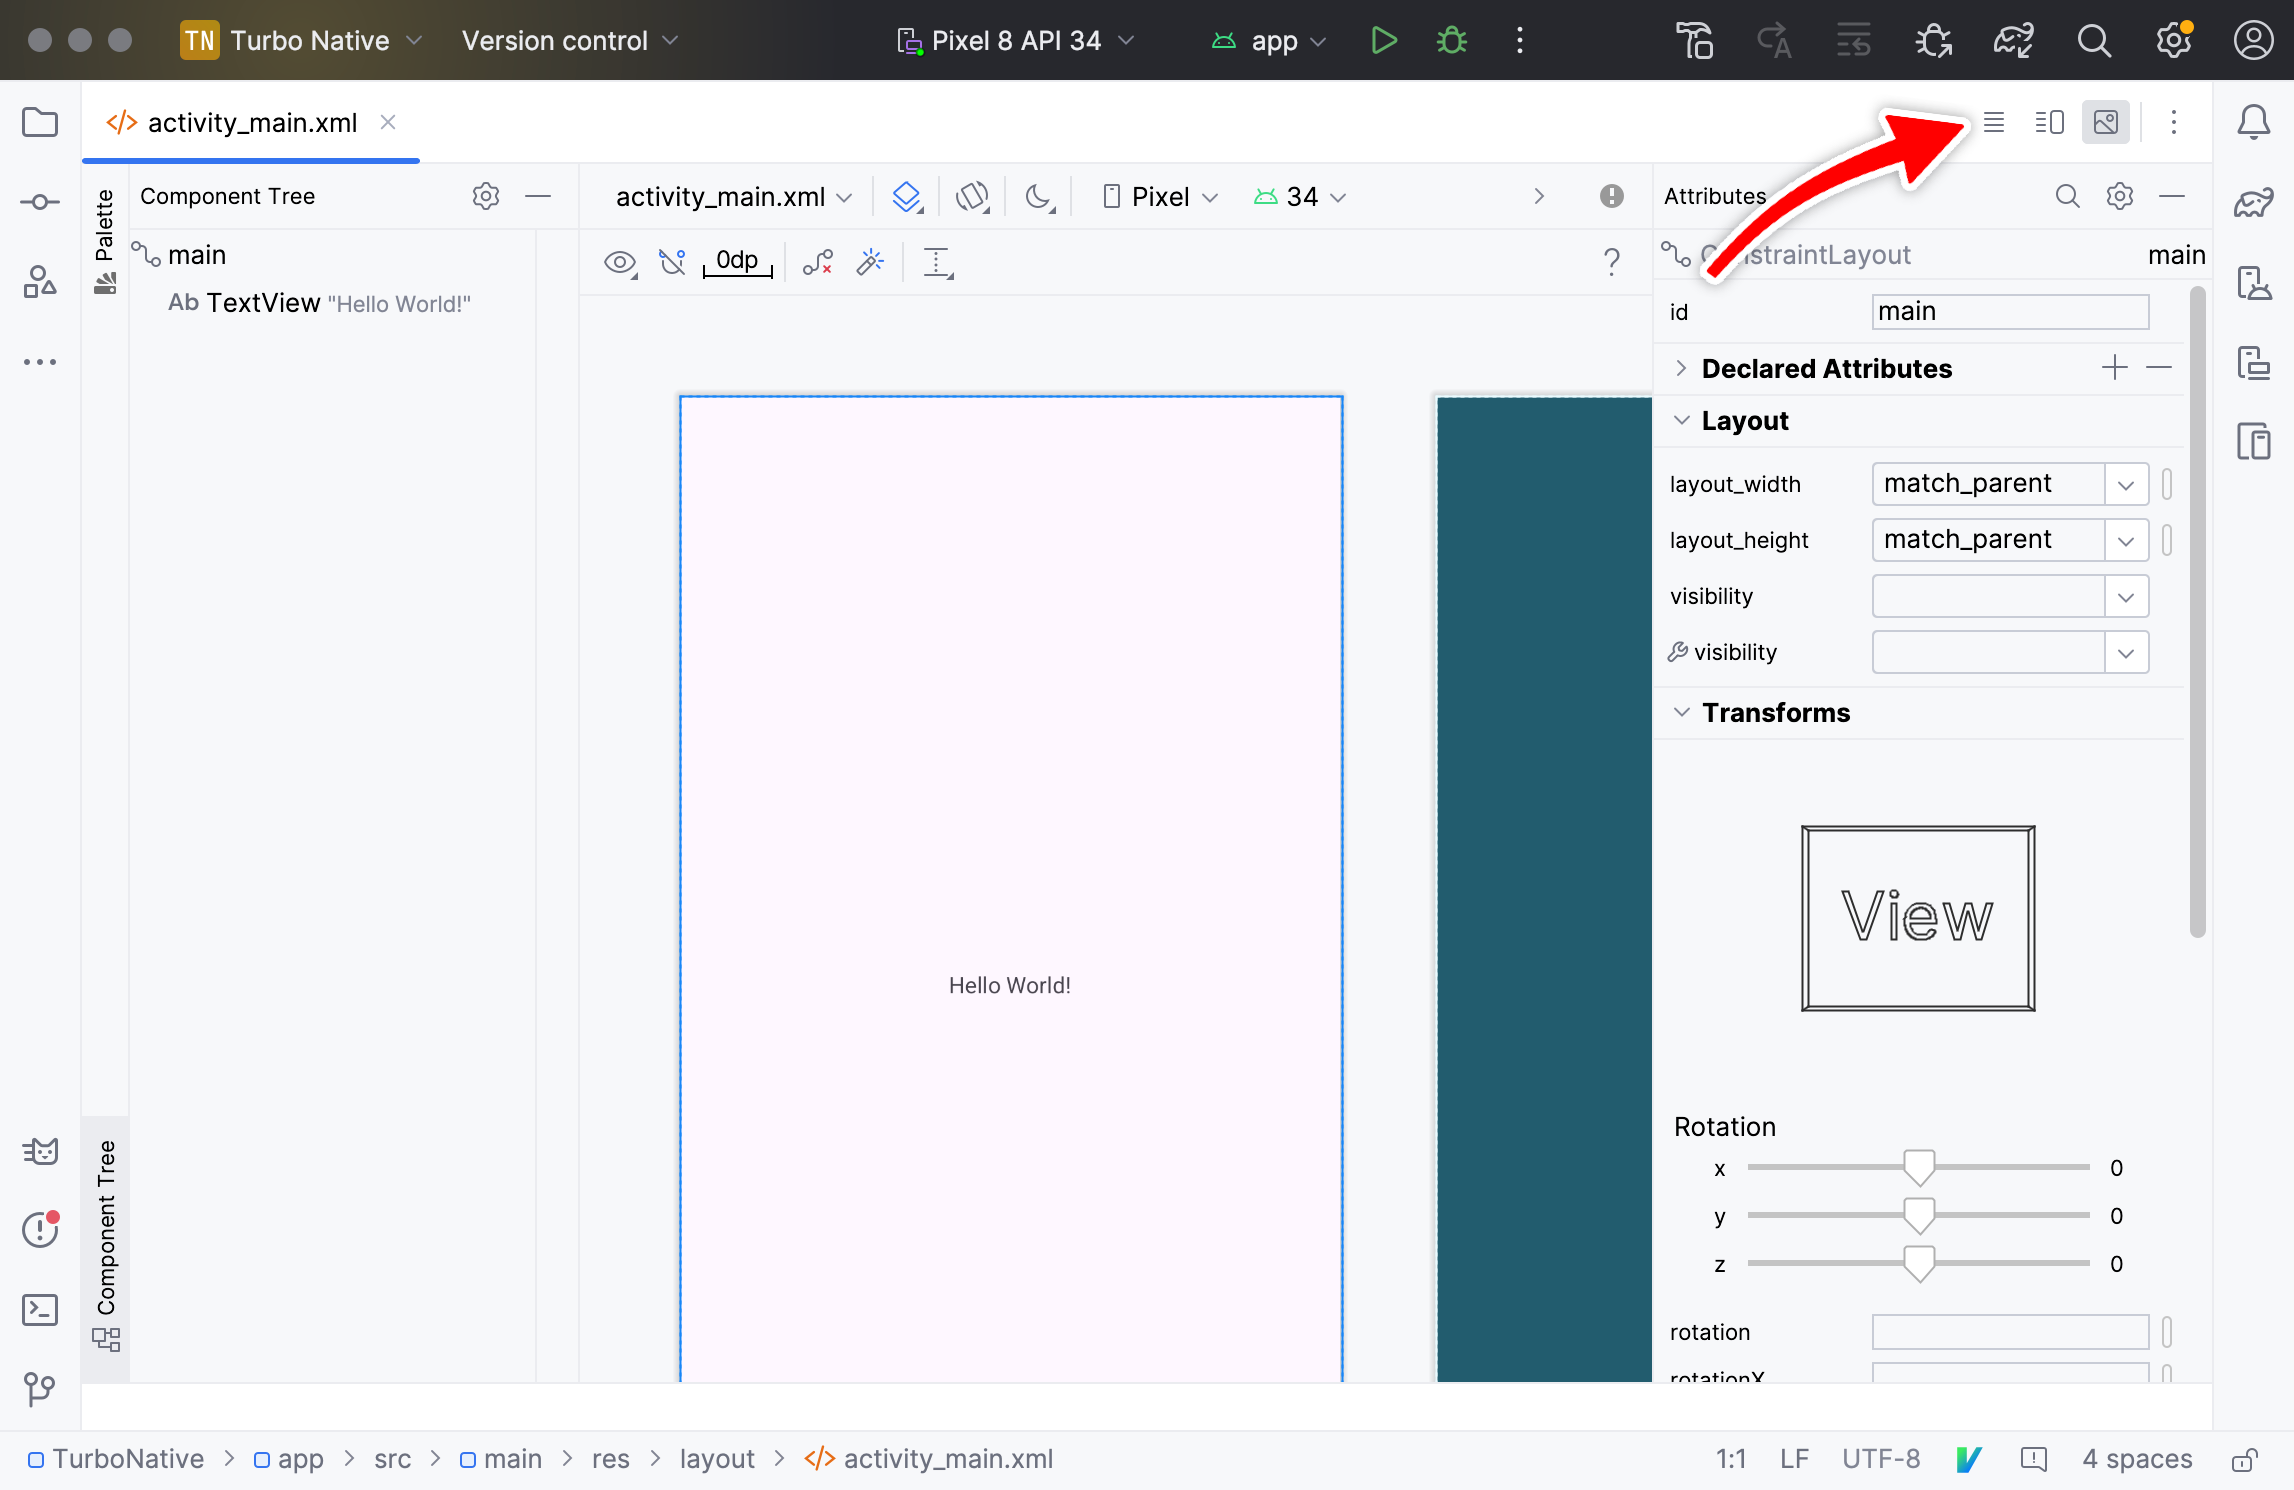 TN Turbo Native Version control Pixel 8 API 34 app
activity_main.xml
Palette
Component Tree
main
Ab TextView "Hello World!"
Component Tree
activity_main.xml Pixel 34
0dp ?
Hello World!
Attributes
ConstraintLayout main
id main
Declared Attributes
Layout
layout_width match_parent
layout_height match_parent
visibility
visibility
Transforms
View
Rotation
x 0
y 0
z 0
rotation
rotationX
TurboNative > app > src > main > res > layout > activity_main.xml 1:1 LF UTF-8 4 spaces